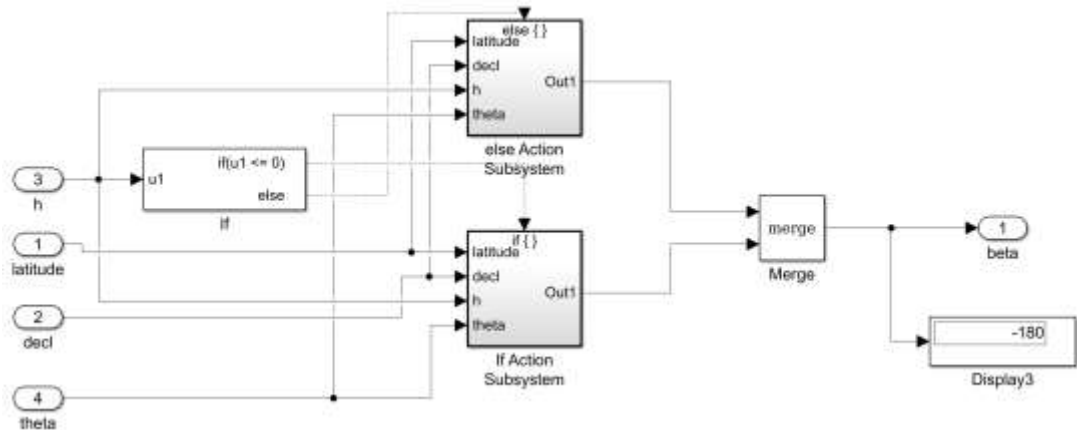 else { }
latitude
decl
h
theta
Out1
else Action
Subsystem
if(u1 <= 0)
u1
else
If
3
h
1
latitude
2
decl
4
theta
if { }
latitude
decl
h
theta
Out1
If Action
Subsystem
merge
Merge
1
beta
-180
Display3